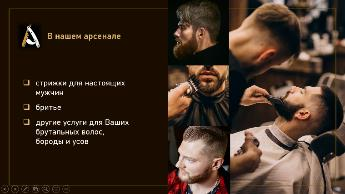 В нашем арсенале
стрижки для настоящих
мужчин
бритье
другие услуги для Ваших
брутальных волос,
бороды и усов